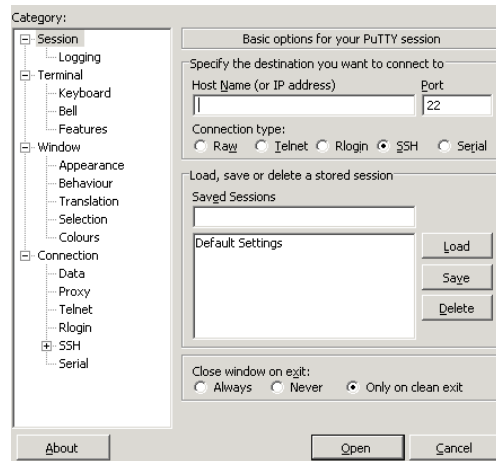 Category:
Session
Logging
Terminal
Keyboard
Bell
Features
Window
Appearance
Behaviour
Translation
Selection
Colours
Connection
Data
Proxy
Telnet
Rlogin
SSH
Serial
Basic options for your PuTTY session
Specify the destination you want to connect to
Host Name (or IP address) Port
22
Connection type:
Raw Telnet Rlogin SSH Serial
Load, save or delete a stored session
Saved Sessions
Default Settings
Load
Save
Delete
Close window on exit:
Always Never Only on clean exit
About Open Cancel